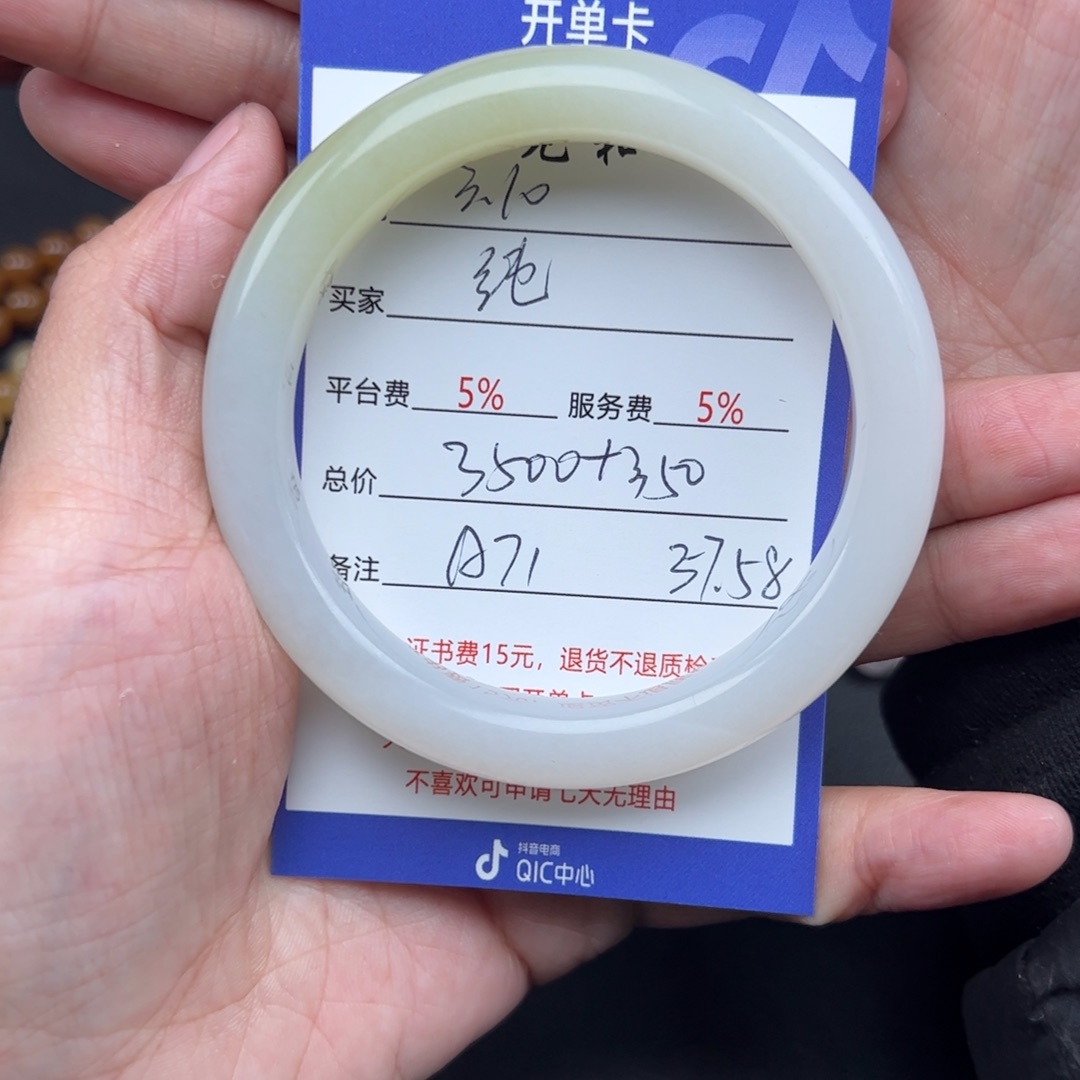 开单卡
3.10
买家 纯
平台费 5% 服务费 5%
总价 3500+350
备注 A71 37.58
证书费15元，退货不退质检
不喜欢可申请七天无理由
抖音电商
QIC中心